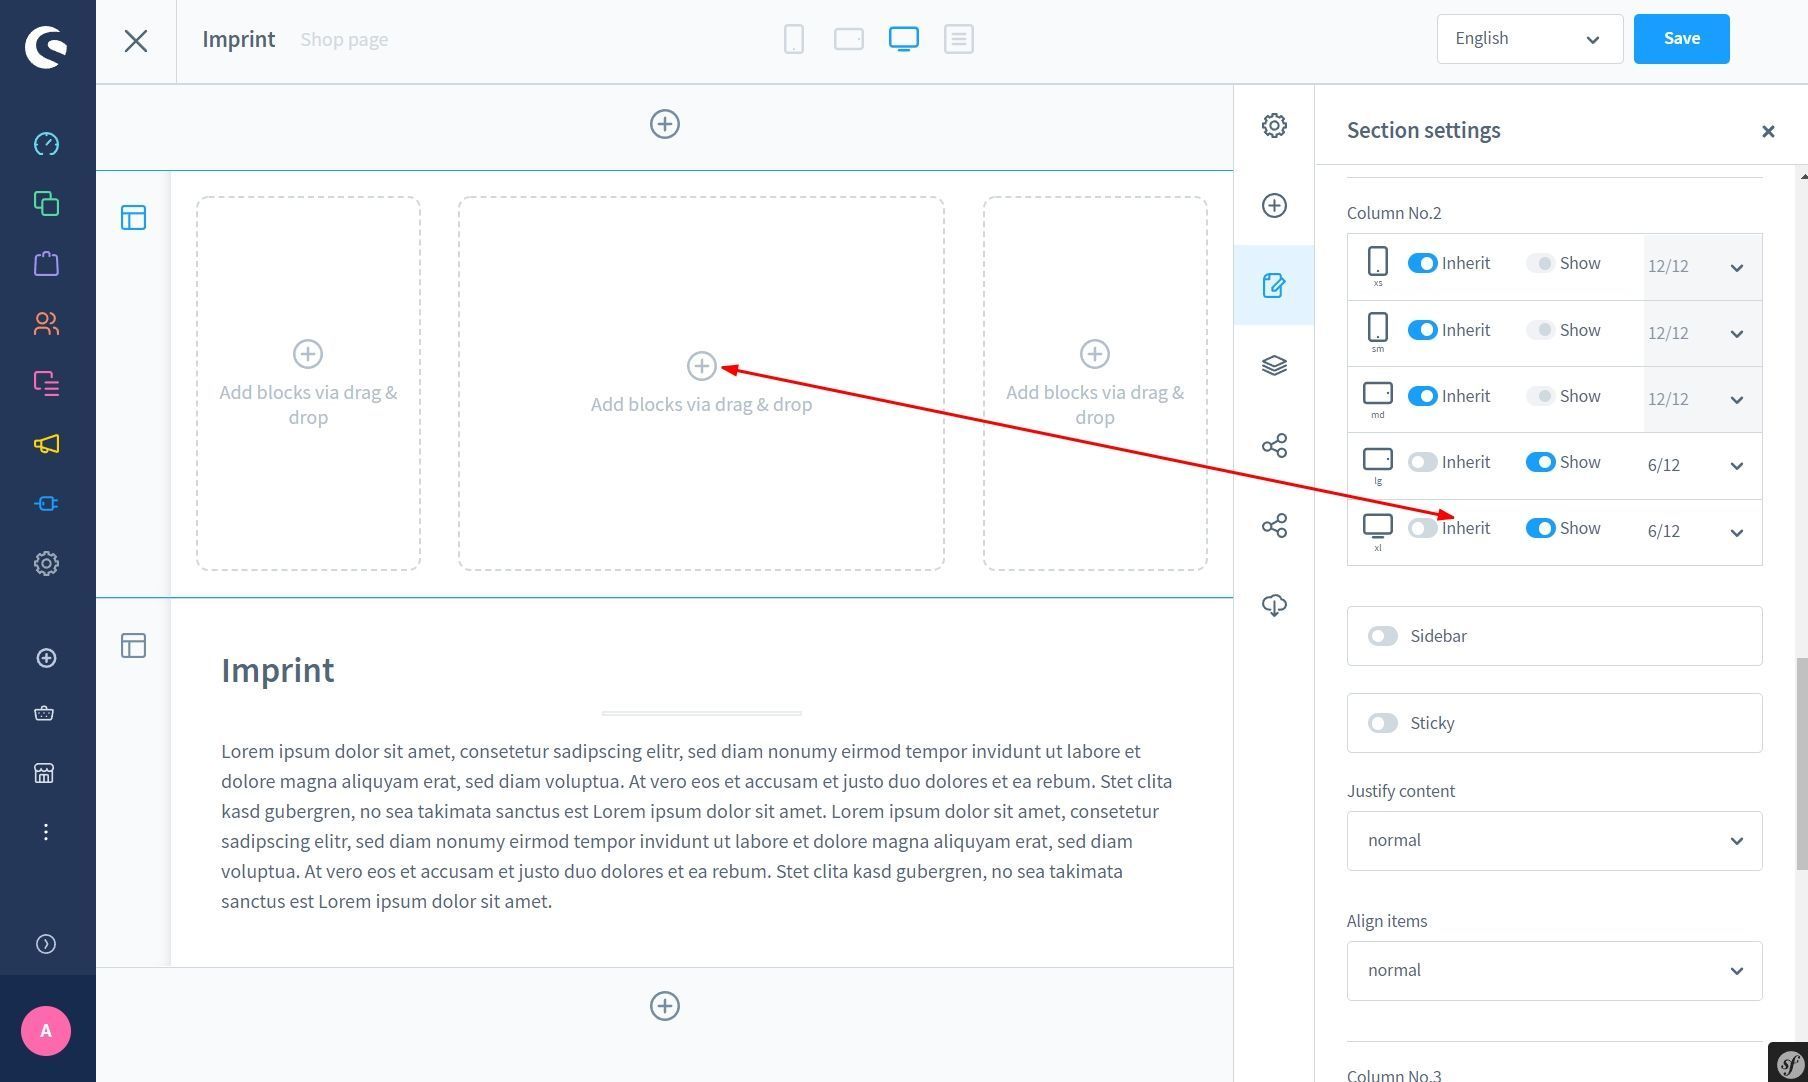 Imprint
Shop page
English
Save
Section settings
Column No.2
xs
Inherit
Show
12/12
sm
Inherit
Show
12/12
md
Inherit
Show
12/12
lg
Inherit
Show
6/12
xl
Inherit
Show
6/12
Add blocks via drag &
drop
Add blocks via drag & drop
Add blocks via drag &
drop
Sidebar
Sticky
Justify content
normal
Align items
normal
Column No.3
Imprint
Lorem ipsum dolor sit amet, consetetur sadipscing elitr, sed diam nonumy eirmod tempor invidunt ut labore et
dolore magna aliquyam erat, sed diam voluptua. At vero eos et accusam et justo duo dolores et ea rebum. Stet clita
kasd gubergren, no sea takimata sanctus est Lorem ipsum dolor sit amet. Lorem ipsum dolor sit amet, consetetur
sadipscing elitr, sed diam nonumy eirmod tempor invidunt ut labore et dolore magna aliquyam erat, sed diam
voluptua. At vero eos et accusam et justo duo dolores et ea rebum. Stet clita kasd gubergren, no sea takimata
sanctus est Lorem ipsum dolor sit amet.
A
sf